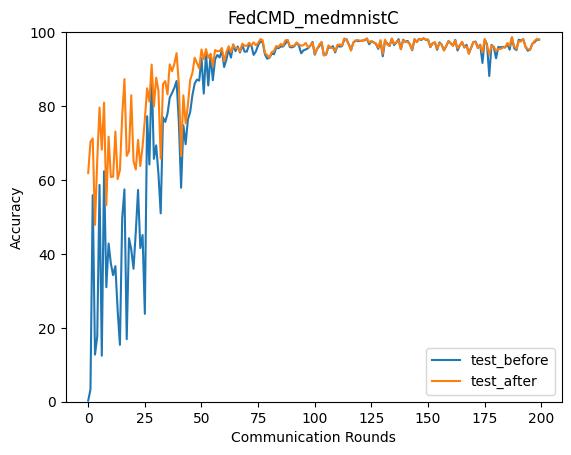 FedCMD_medmnistC
100
80
60
40
20
0
Accuracy
0 25 50 75 100 125 150 175 200
Communication Rounds
test_before
test_after